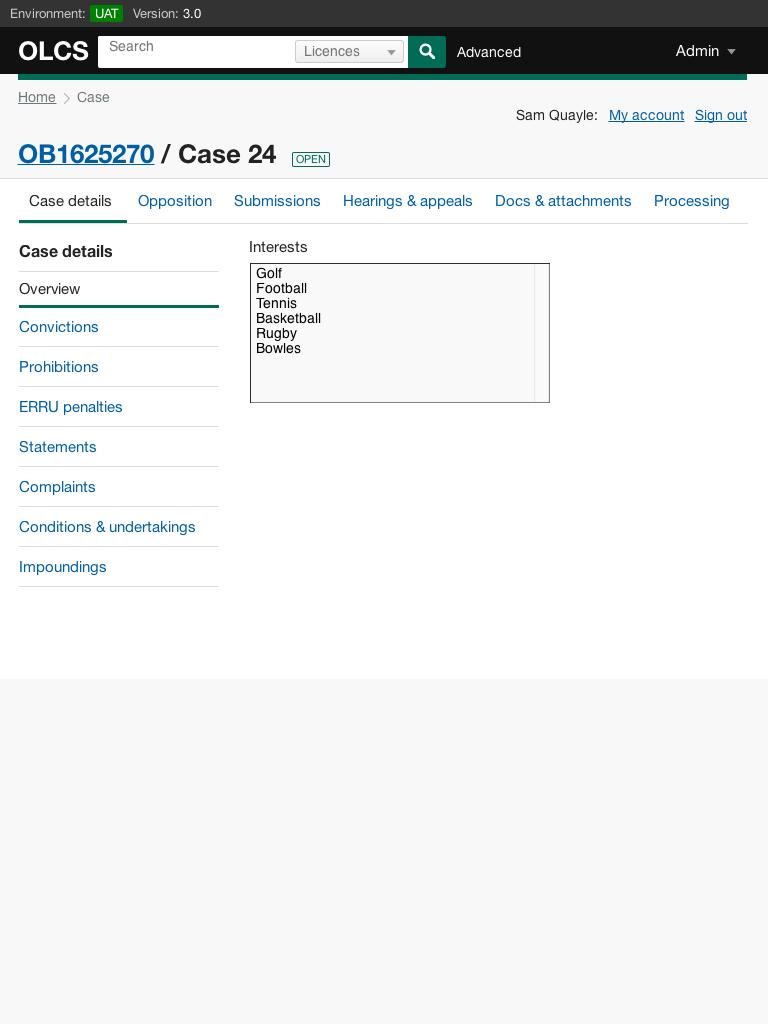 Environment: UAT Version: 3.0
OLCS Search Licences Advanced Admin
Home Case
Sam Quayle: My account Sign out
OB1625270 / Case 24 OPEN
Case details Opposition Submissions Hearings & appeals Docs & attachments Processing
Case details
Overview
Convictions
Prohibitions
ERRU penalties
Statements
Complaints
Conditions & undertakings
Impoundings
Interests
Golf
Football
Tennis
Basketball
Rugby
Bowles